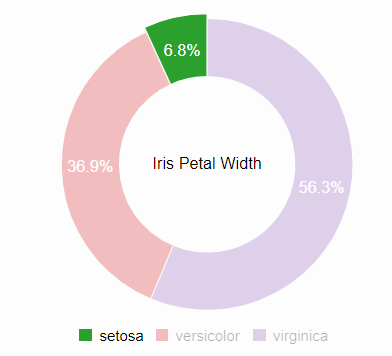 6.8%
36.9%
Iris Petal Width
56.3%
setosa versicolor virginica